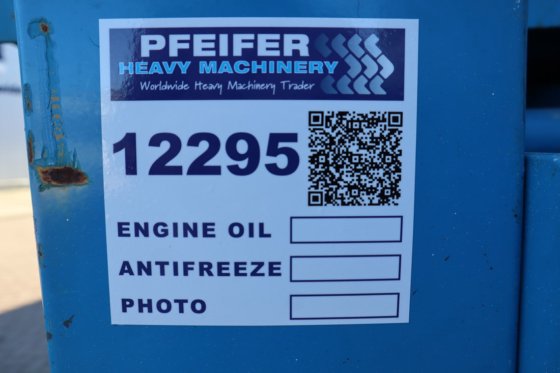 PFEIFER
HEAVY MACHINERY
Worldwide Heavy Machinery Trader
12295
ENGINE OIL
ANTIFREEZE
PHOTO